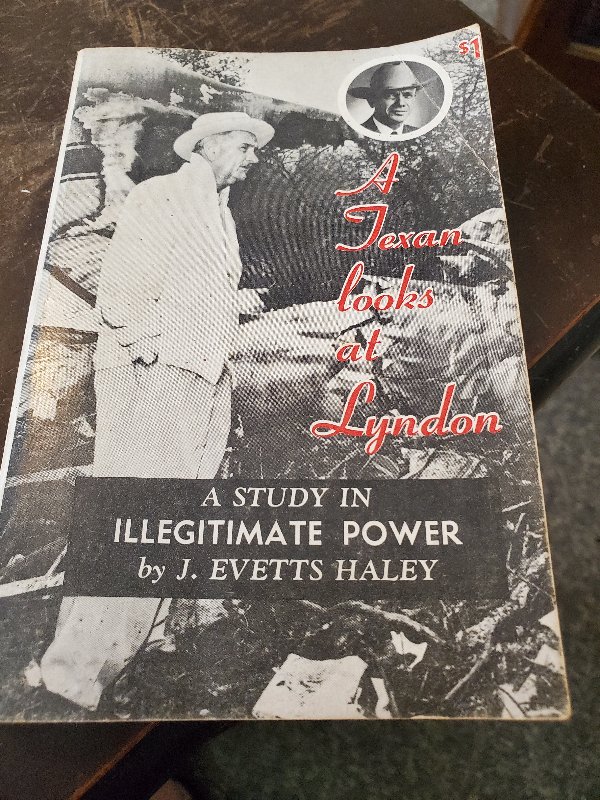 $1
A
Texan
looks
at
Lyndon
A STUDY IN
ILLEGITIMATE POWER
by J. EVETTS HALEY